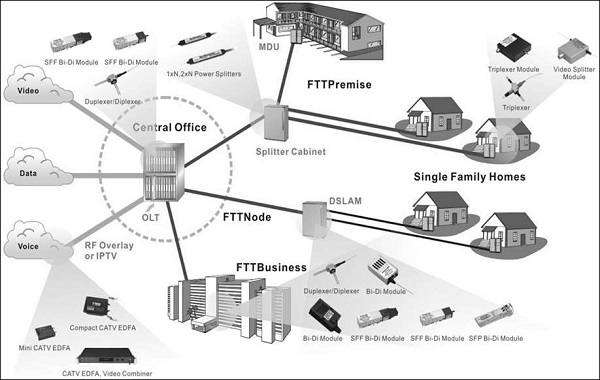 MDU
SFF Bi-Di Module
SFF Bi-Di Module
1xN,2xN Power Splitters
Triplexer Module
Video Splitter
Module
Video
Duplexer/Diplexer
FTTPremise
Triplexer
Central Office
Splitter Cabinet
Data
Single Family Homes
DSLAM
OLT
FTTNode
Voice
RF Overlay
or IPTV
FTTBusiness
Duplexer/Diplexer
Bi-Di Module
Compact CATV EDFA
Bi-Di Module
SFF Bi-Di Module
SFF Bi-Di Module
SFP Bi-Di Module
Mini CATV EDFA
CATV EDFA, Video Combiner